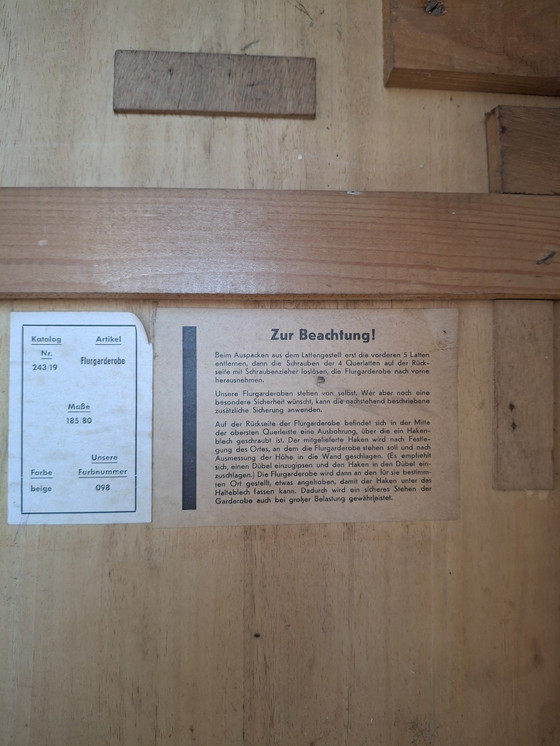 Katalog Artikel
Nr. Flurgarderobe
243/19
Maße
185/80
Unsere
Farbe Farbnummer
beige 098
Zur Beachtung!
Beim Auspacken aus dem Lattengestell erst die vorderen 5 Latten
entfernen, dann die Schrauben der 4 Querlatten auf der Rück-
seite mit Schraubenzieher loslösen, die Flurgarderobe nach vorne
herausnehmen.
Unsere Flurgarderoben stehen von selbst. Wer aber noch eine
besondere Sicherheit wünscht, kann die nachstehend beschriebene
zusätzliche Sicherung anwenden.
Auf der Rückseite der Flurgarderobe befindet sich in der Mitte
der obersten Querleiste eine Ausbohrung, über die ein Haken-
blech geschraubt ist. Der mitgelieferte Haken wird nach Festle-
gung des Ortes, an dem die Flurgarderobe stehen soll und nach
Ausmessung der Höhe in die Wand geschlagen. (Es empfiehlt
sich, einen Dübel einzugipsen und den Haken in den Dübel ein-
zuschlagen.) Die Flurgarderobe wird dann an den für sie bestimm-
ten Ort gestellt, etwas angehoben, damit der Haken unter das
Halteblech fassen kann. Dadurch wird ein sicheres Stehen der
Garderobe auch bei großer Belastung gewährleistet.